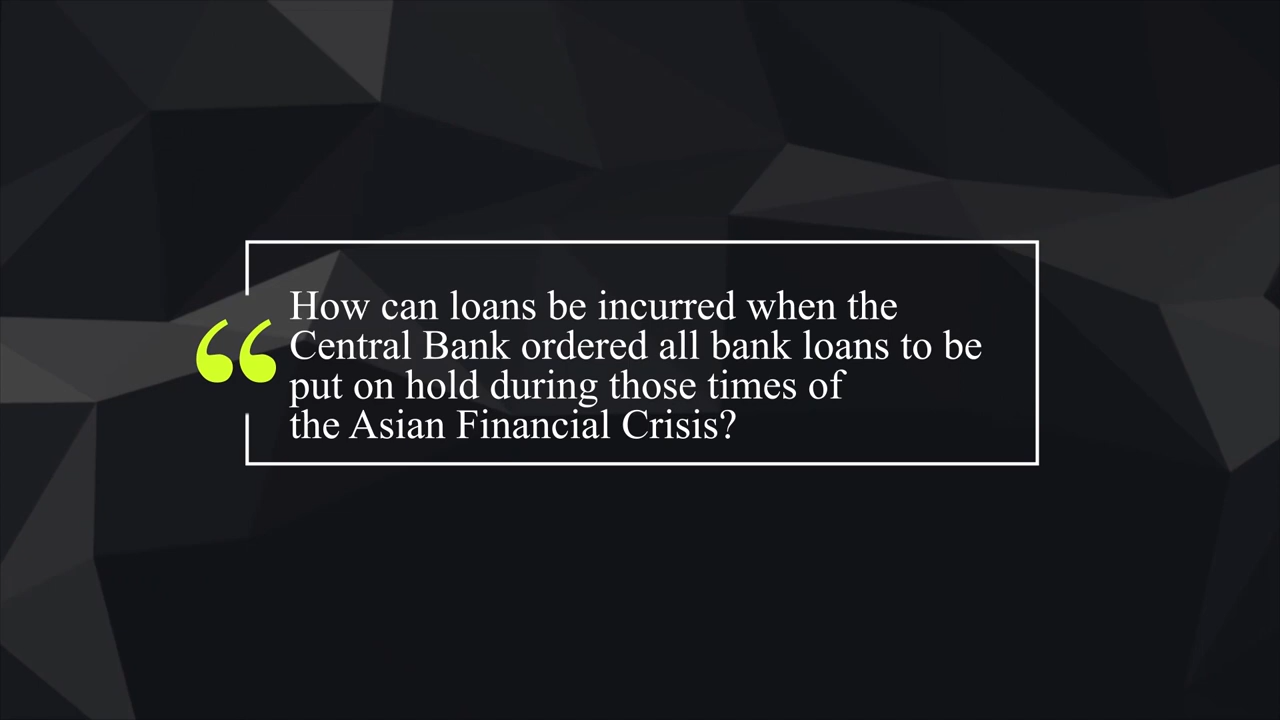 “
How can loans be incurred when the
Central Bank ordered all bank loans to be
put on hold during those times of
the Asian Financial Crisis?